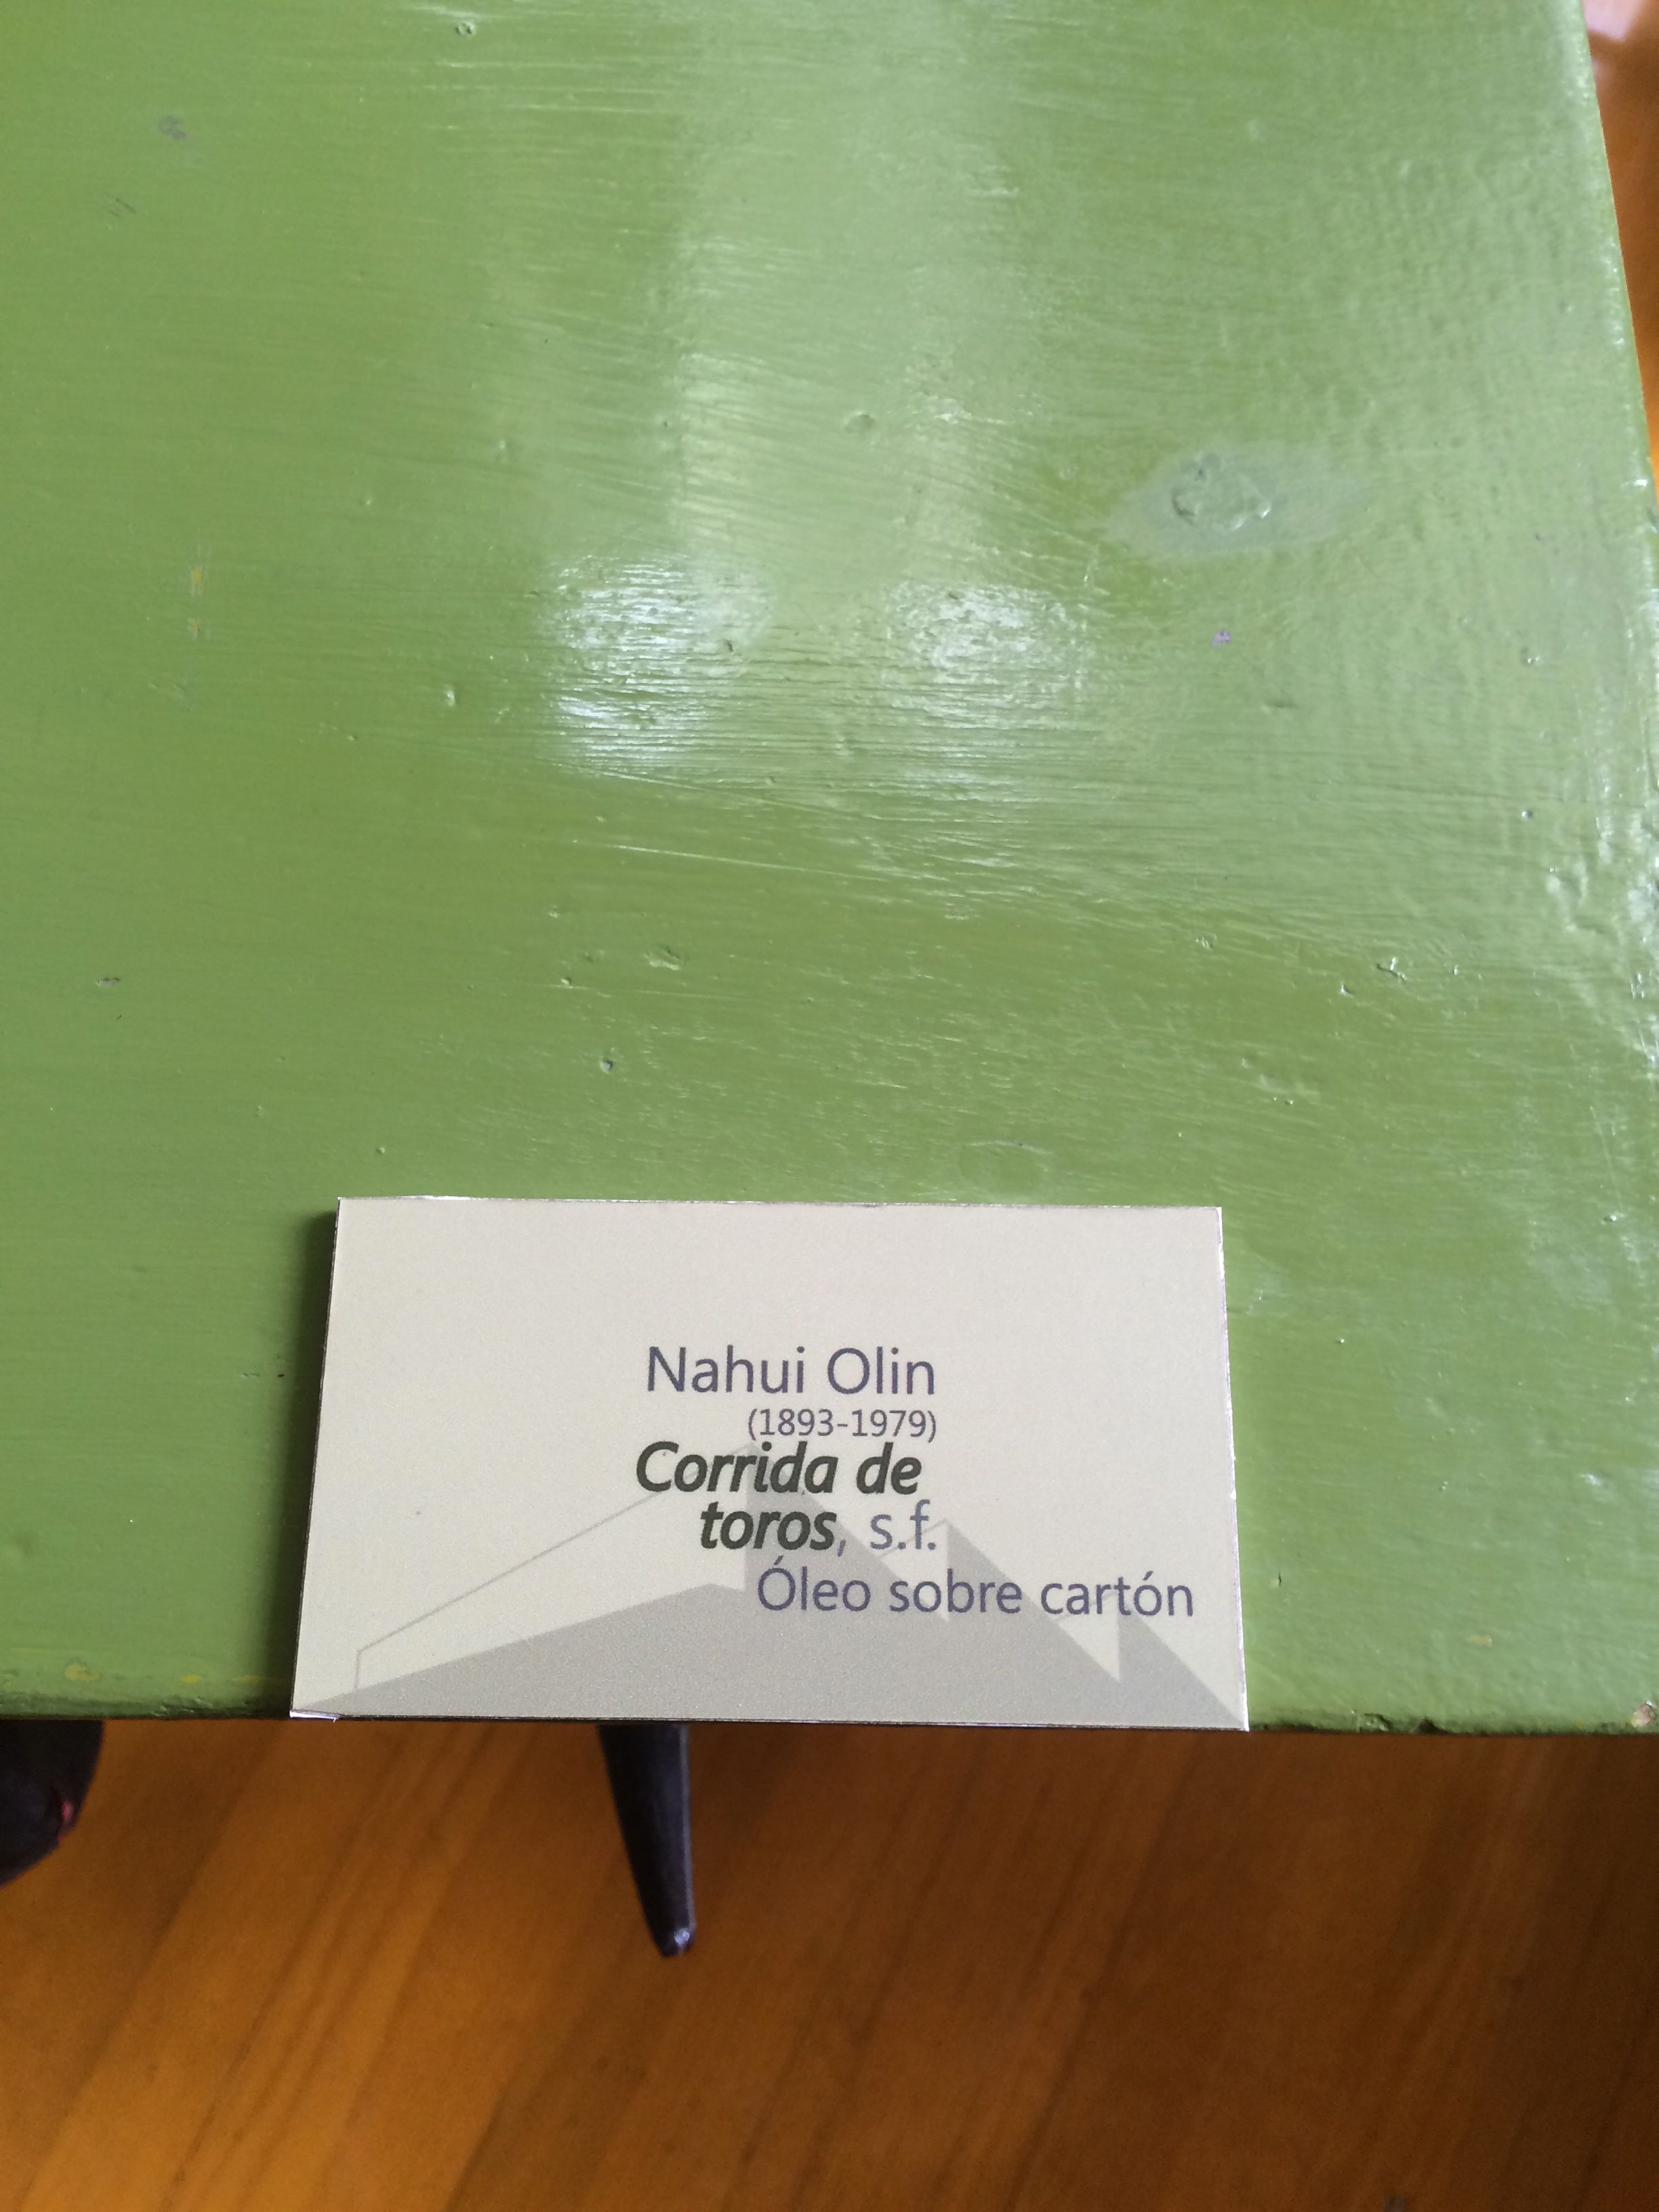 Nahui Olin
(1893-1979)
Corrida de
toros, s.f.
Óleo sobre cartón